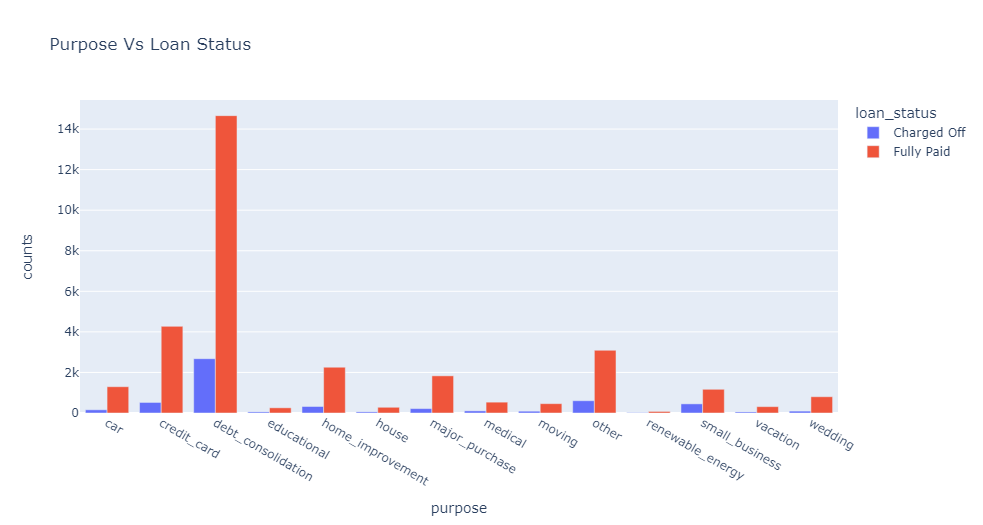 Purpose Vs Loan Status
loan_status
Charged Off
Fully Paid
14k
12k
10k
8k
6k
4k
2k
0
counts
car
credit_card
debt_consolidation
educational
home_improvement
house
major_purchase
medical
moving
other
renewable_energy
small_business
vacation
wedding
purpose